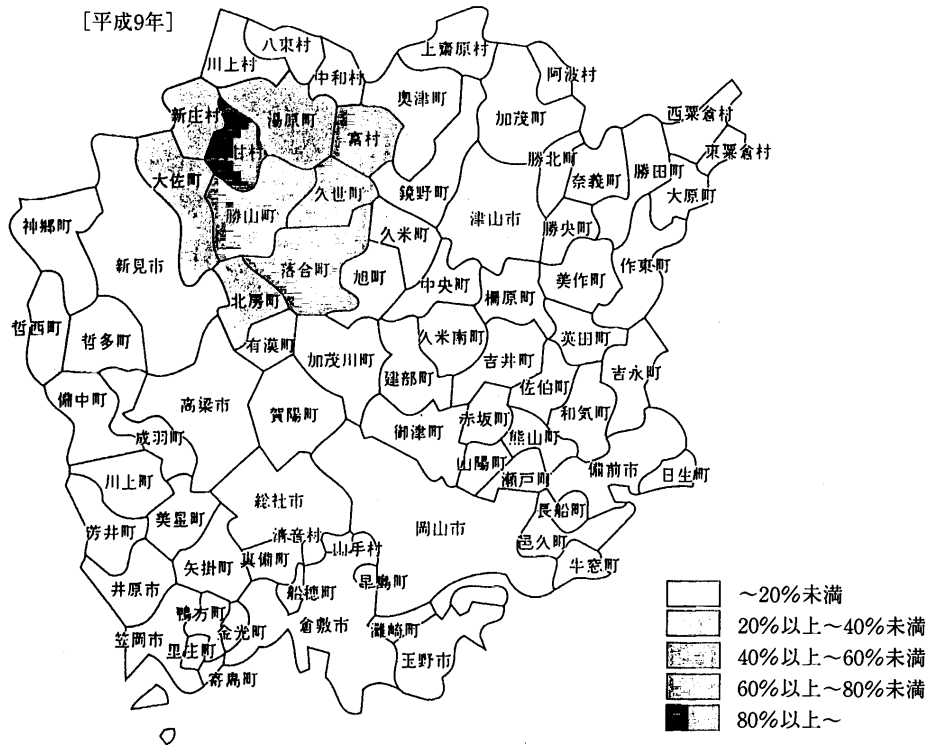 [平成9年]
八束村
上齋原村
川上村
中和村
阿波村
奥津町
新庄村
湯原町
加茂町
西粟倉村
富村
甘村
勝北町
東粟倉村
奈義町
勝田町
大佐町
久世町
鏡野町
大原町
勝山町
津山市
神郷町
久米町
勝央町
新見市
落合町
旭町
中央町
美作町
作東町
柵原町
北房町
哲西町
哲多町
有漢町
加茂川町
久米南町
吉井町
英田町
建部町
佐伯町
吉永町
備中町
高梁市
賀陽町
御津町
赤坂町
和気町
成羽町
熊山町
山陽町
瀬戸町
備前市
日生町
川上町
総社市
長船町
芳井町
美星町
岡山市
清音村
山手村
邑久町
矢掛町
真備町
牛窓町
井原市
船穂町
早島町
鴨方町
笠岡市
金光町
倉敷市
灘崎町
里庄町
玉野市
寄島町
～20%未満
20%以上～40%未満
40%以上～60%未満
60%以上～80%未満
80%以上～